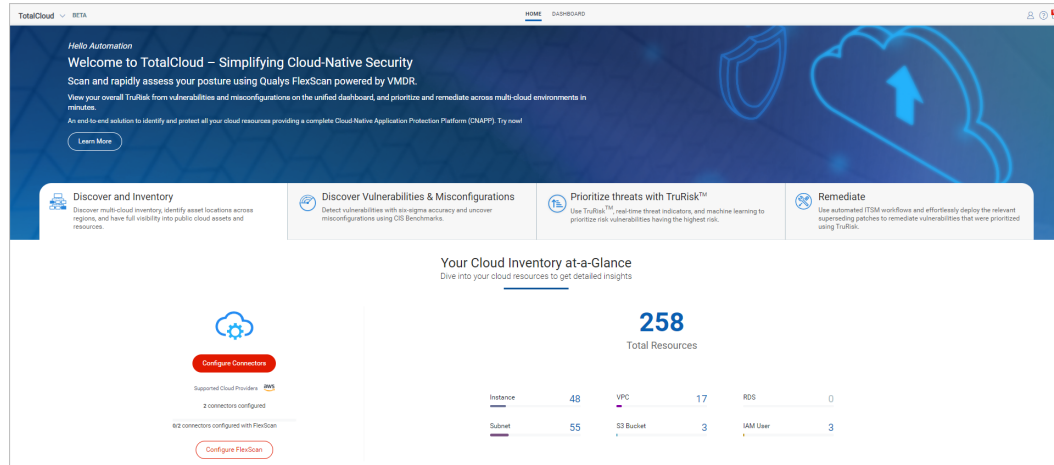 TotalCloud BETA
HOME DASHBOARD
Hello Automation
Welcome to TotalCloud – Simplifying Cloud-Native Security
Scan and rapidly assess your posture using Qualys FlexScan powered by VMDR.
View your overall TruRisk from vulnerabilities and misconfigurations on the unified dashboard, and prioritize and remediate across multi-cloud environments in
minutes.
An end-to-end solution to identify and protect all your cloud resources providing a complete Cloud-Native Application Protection Platform (CNAPP). Try now!
Learn More
Discover and Inventory
Discover multi-cloud inventory, identify asset locations across
regions, and have full visibility into public cloud assets and
resources.
Discover Vulnerabilities & Misconfigurations
Detect vulnerabilities with six-sigma accuracy and uncover
misconfigurations using CIS Benchmarks.
Prioritize threats with TruRisk™
Use TruRisk™, real-time threat indicators, and machine learning to
prioritize risk vulnerabilities having the highest risk.
Remediate
Use automated ITSM workflows and effortlessly deploy the relevant
superseding patches to remediate vulnerabilities that were prioritized
using TruRisk.
Your Cloud Inventory at-a-Glance
Dive into your cloud resources to get detailed insights
Configure Connectors
Supported Cloud Providers aws
2 connectors configured
0/2 connectors configured with FlexScan
Configure FlexScan
258
Total Resources
Instance 48 VPC 17 RDS 0
Subnet 55 S3 Bucket 3 IAM User 3